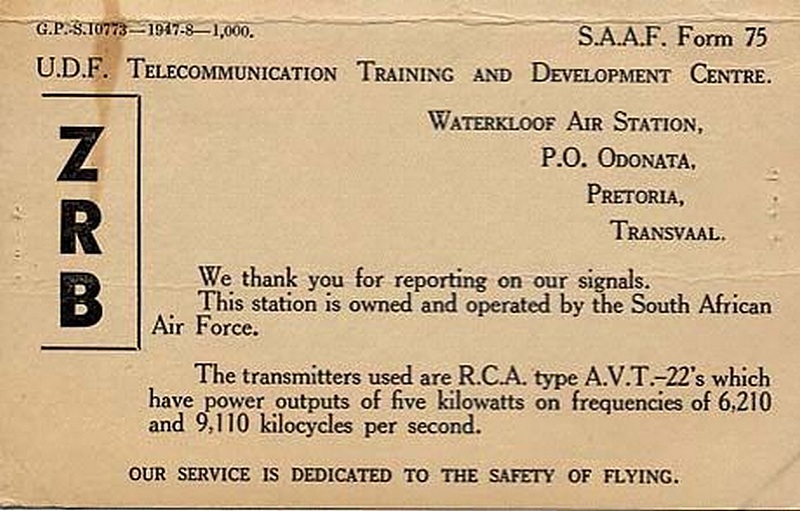 G.P.-S.10773—1947-8—1,000.
S.A.A.F. Form 75
U.D.F. Telecommunication Training and Development Centre.
Waterkloof Air Station,
P.O. Odonata,
Pretoria,
Transvaal.
Z
R
B
We thank you for reporting on our signals.
This station is owned and operated by the South African
Air Force.
The transmitters used are R.C.A. type A.V.T.–22's which
have power outputs of five kilowatts on frequencies of 6,210
and 9,110 kilocycles per second.
OUR SERVICE IS DEDICATED TO THE SAFETY OF FLYING.